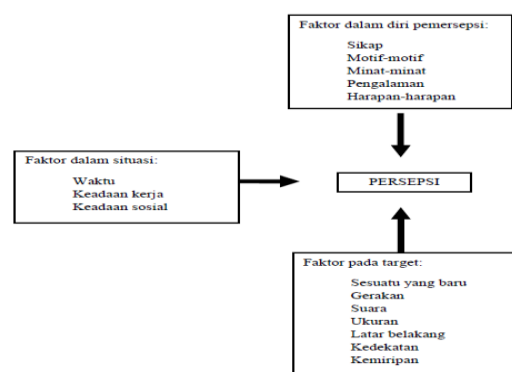 Faktor dalam diri pemersepsi:
Sikap
Motif-motif
Minat-minat
Pengalaman
Harapan-harapan
Faktor dalam situasi:
Waktu
Keadaan kerja
Keadaan sosial
PERSEPSI
Faktor pada target:
Sesuatu yang baru
Gerakan
Suara
Ukuran
Latar belakang
Kedekatan
Kemiripan